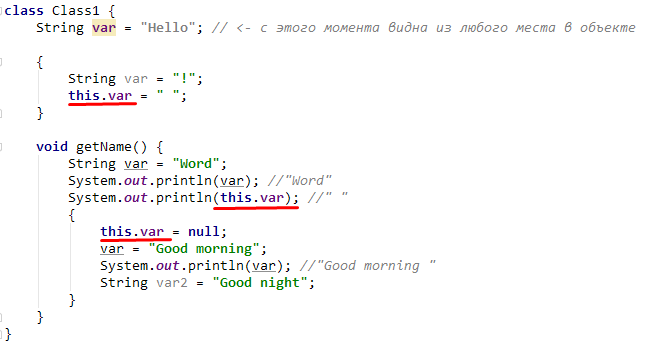 class Class1 {
String var = "Hello"; // <- с этого момента видна из любого места в объекте
{
String var = "!";
this.var = " ";
}
void getName() {
String var = "Word";
System.out.println(var); //"Word"
System.out.println(this.var); //" "
{
this.var = null;
var = "Good morning";
System.out.println(var); //"Good morning "
String var2 = "Good night";
}
}
}